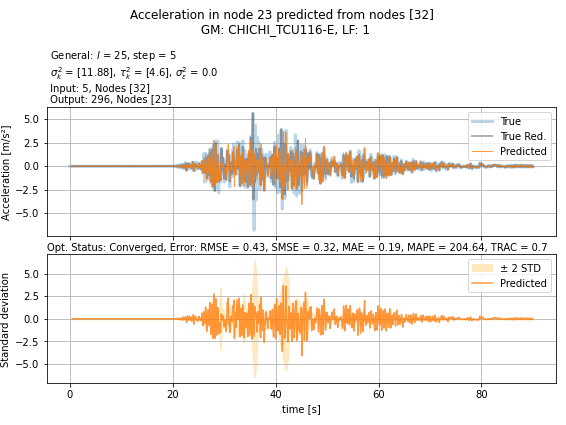 Acceleration in node 23 predicted from nodes [32]
GM: CHICHI_TCU116-E, LF: 1
General: l = 25, step = 5
σ²ₖ = [11.88], τ²ₖ = [4.6], σ²ε = 0.0
Input: 5, Nodes [32]
Output: 296, Nodes [23]
Acceleration [m/s²]
5.0
2.5
0.0
−2.5
−5.0
True
True Red.
Predicted
Opt. Status: Converged, Error: RMSE = 0.43, SMSE = 0.32, MAE = 0.19, MAPE = 204.64, TRAC = 0.7
Standard deviation
5.0
2.5
0.0
−2.5
−5.0
± 2 STD
Predicted
0 20 40 60 80
time [s]